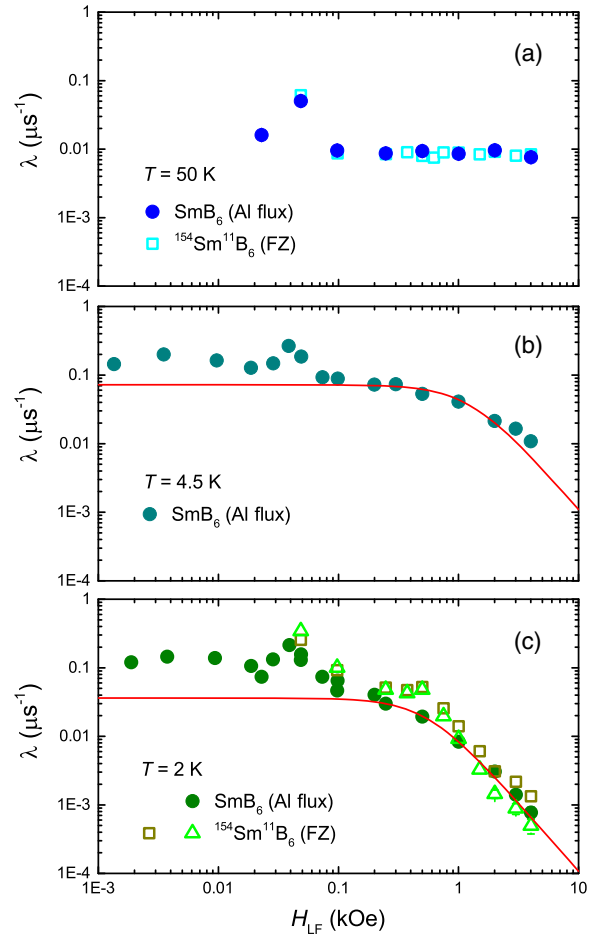 (a)
1
0.1
λ (μs⁻¹)
0.01
T = 50 K
1E-3
SmB₆ (Al flux)
¹⁵⁴Sm¹¹B₆ (FZ)
1E-4
(b)
0.1
λ (μs⁻¹)
0.01
T = 4.5 K
1E-3
SmB₆ (Al flux)
1E-4
1
(c)
0.1
λ (μs⁻¹)
0.01
T = 2 K
1E-3
SmB₆ (Al flux)
¹⁵⁴Sm¹¹B₆ (FZ)
1E-4
1E-3 0.01 0.1 1 10
H_LF (kOe)